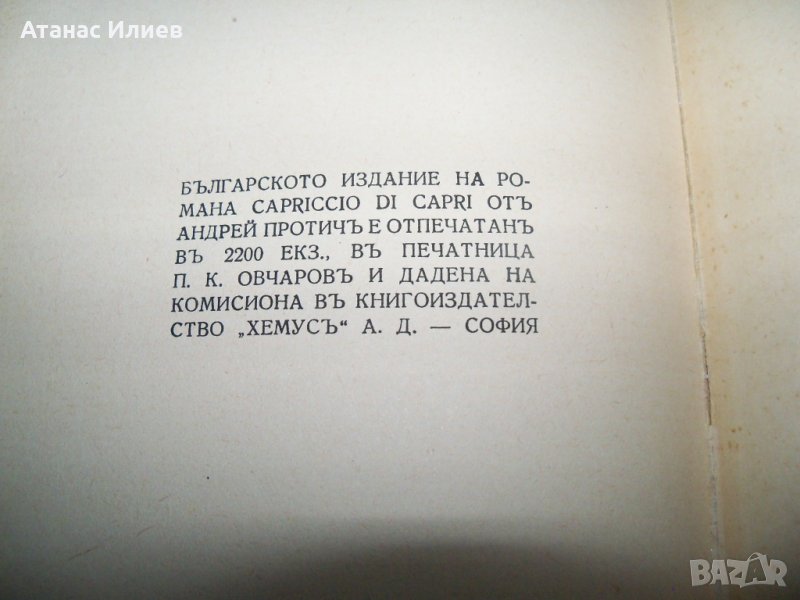 Атанас Илиев
БЪЛГАРСКОТО ИЗДАНИЕ НА РО-
МАНА CAPRICCIO DI CAPRI ОТЪ
АНДРЕЙ ПРОТИЧЪ Е ОТПЕЧАТАНЪ
ВЪ 2200 ЕКЗ., ВЪ ПЕЧАТНИЦА
П. К. ОВЧАРОВЪ И ДАДЕНА НА
КОМИСИОНА ВЪ КНИГОИЗДАТЕЛ-
СТВО „ХЕМУСЪ“ А. Д. — СОФИЯ
BAZAR